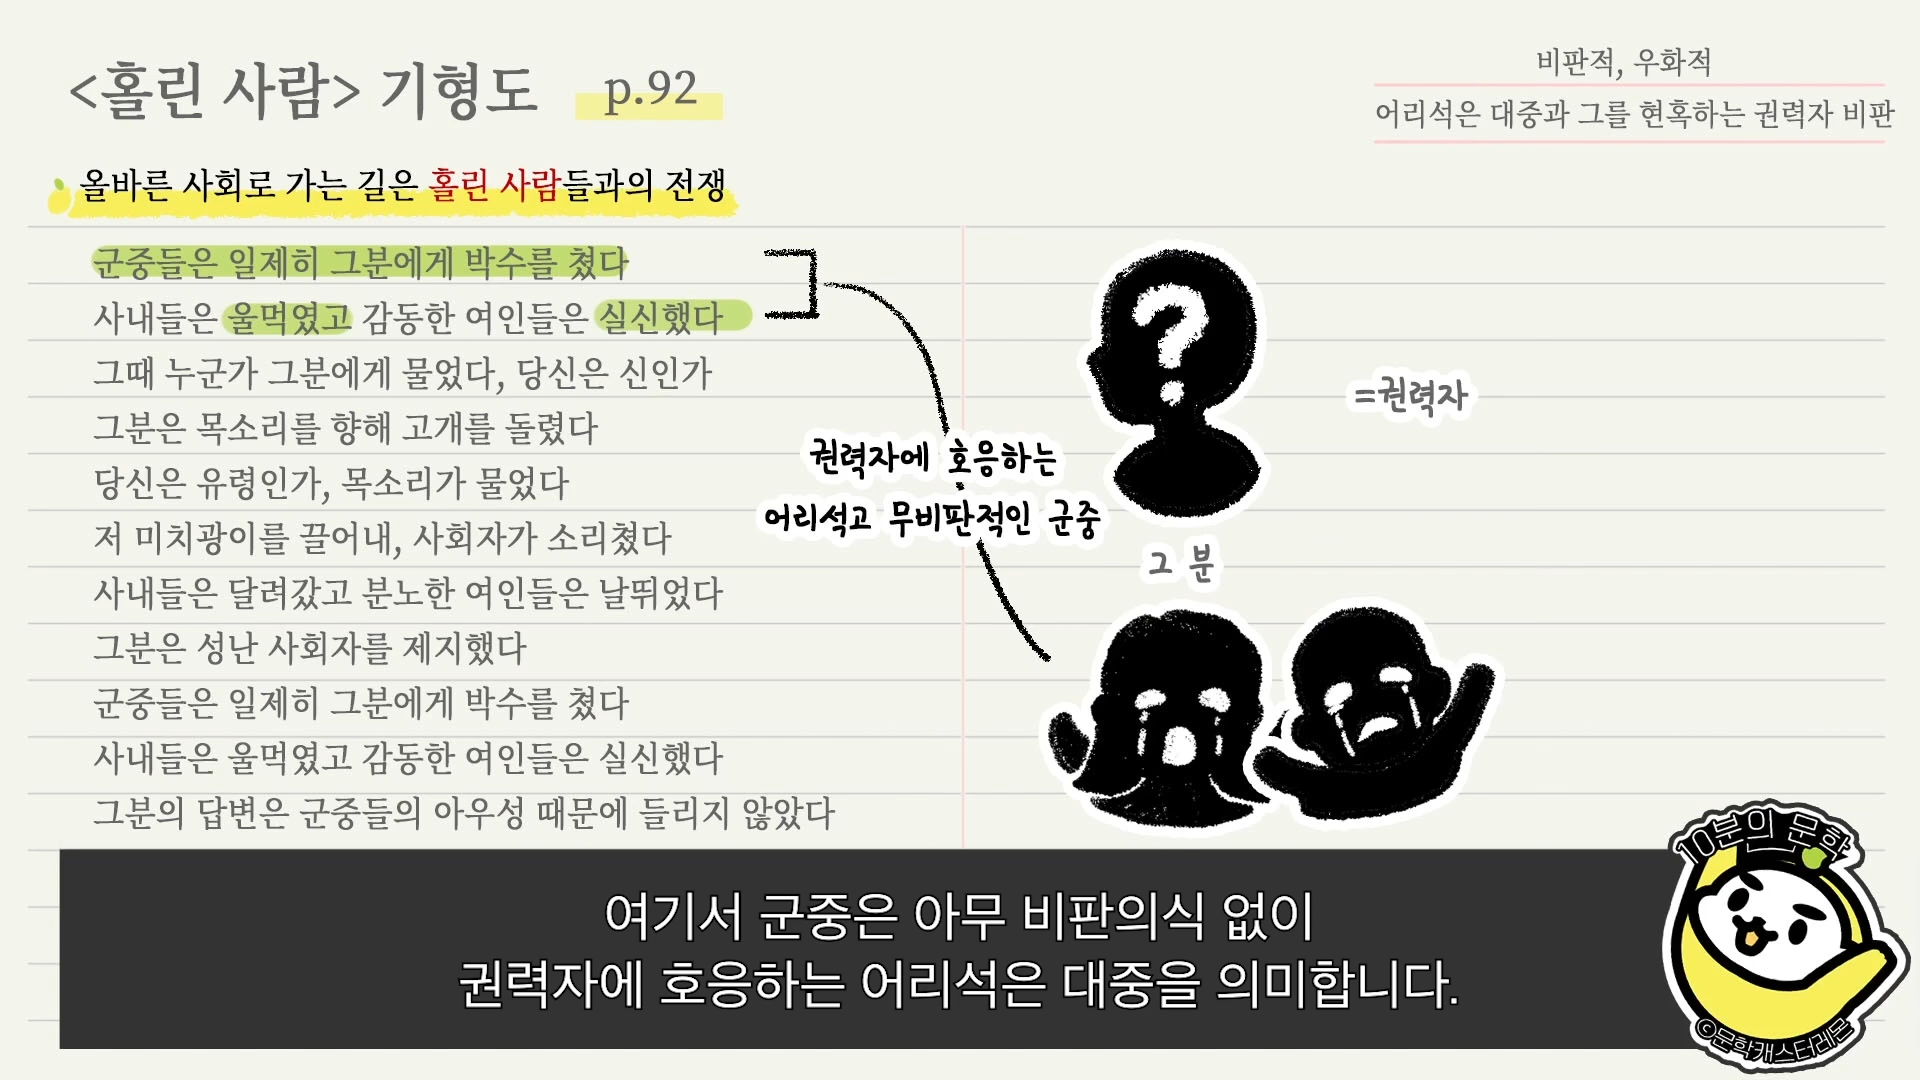 <홀린 사람> 기형도 p.92
비판적, 우화적
어리석은 대중과 그를 현혹하는 권력자 비판
올바른 사회로 가는 길은 홀린 사람들과의 전쟁
군중들은 일제히 그분에게 박수를 쳤다
사내들은 울먹였고 감동한 여인들은 실신했다
그때 누군가 그분에게 물었다, 당신은 신인가
그분은 목소리를 향해 고개를 돌렸다
당신은 유령인가, 목소리가 물었다
저 미치광이를 끌어내, 사회자가 소리쳤다
사내들은 달려갔고 분노한 여인들은 날뛰었다
그분은 성난 사회자를 제지했다
군중들은 일제히 그분에게 박수를 쳤다
사내들은 울먹였고 감동한 여인들은 실신했다
그분의 답변은 군중들의 아우성 때문에 들리지 않았다
권력자에 호응하는
어리석고 무비판적인 군중
?
=권력자
그 분
여기서 군중은 아무 비판의식 없이
권력자에 호응하는 어리석은 대중을 의미합니다.
10분의 문학
©문학캐스터레몬